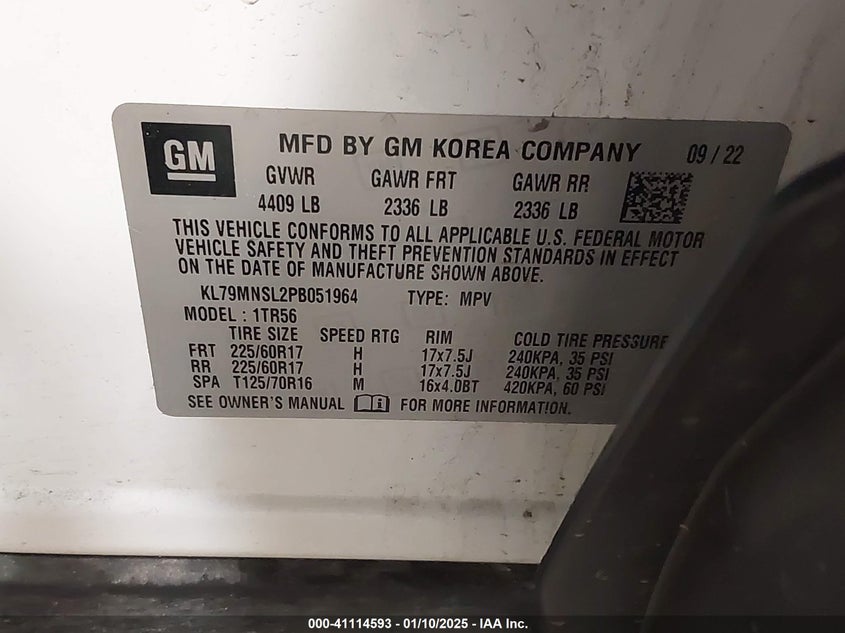 GM
MFD BY GM KOREA COMPANY 09 / 22
GVWR GAWR FRT GAWR RR
4409 LB 2336 LB 2336 LB
THIS VEHICLE CONFORMS TO ALL APPLICABLE U.S. FEDERAL MOTOR
VEHICLE SAFETY AND THEFT PREVENTION STANDARDS IN EFFECT
ON THE DATE OF MANUFACTURE SHOWN ABOVE.
KL79MNSL2PB051964 TYPE: MPV
MODEL : 1TR56
TIRE SIZE SPEED RTG RIM COLD TIRE PRESSURE
FRT 225/60R17 H 17x7.5J 240KPA, 35 PSI
RR 225/60R17 H 17x7.5J 240KPA, 35 PSI
SPA T125/70R16 M 16x4.0BT 420KPA, 60 PSI
SEE OWNER'S MANUAL FOR MORE INFORMATION.
000-41114593 - 01/10/2025 - IAA Inc.